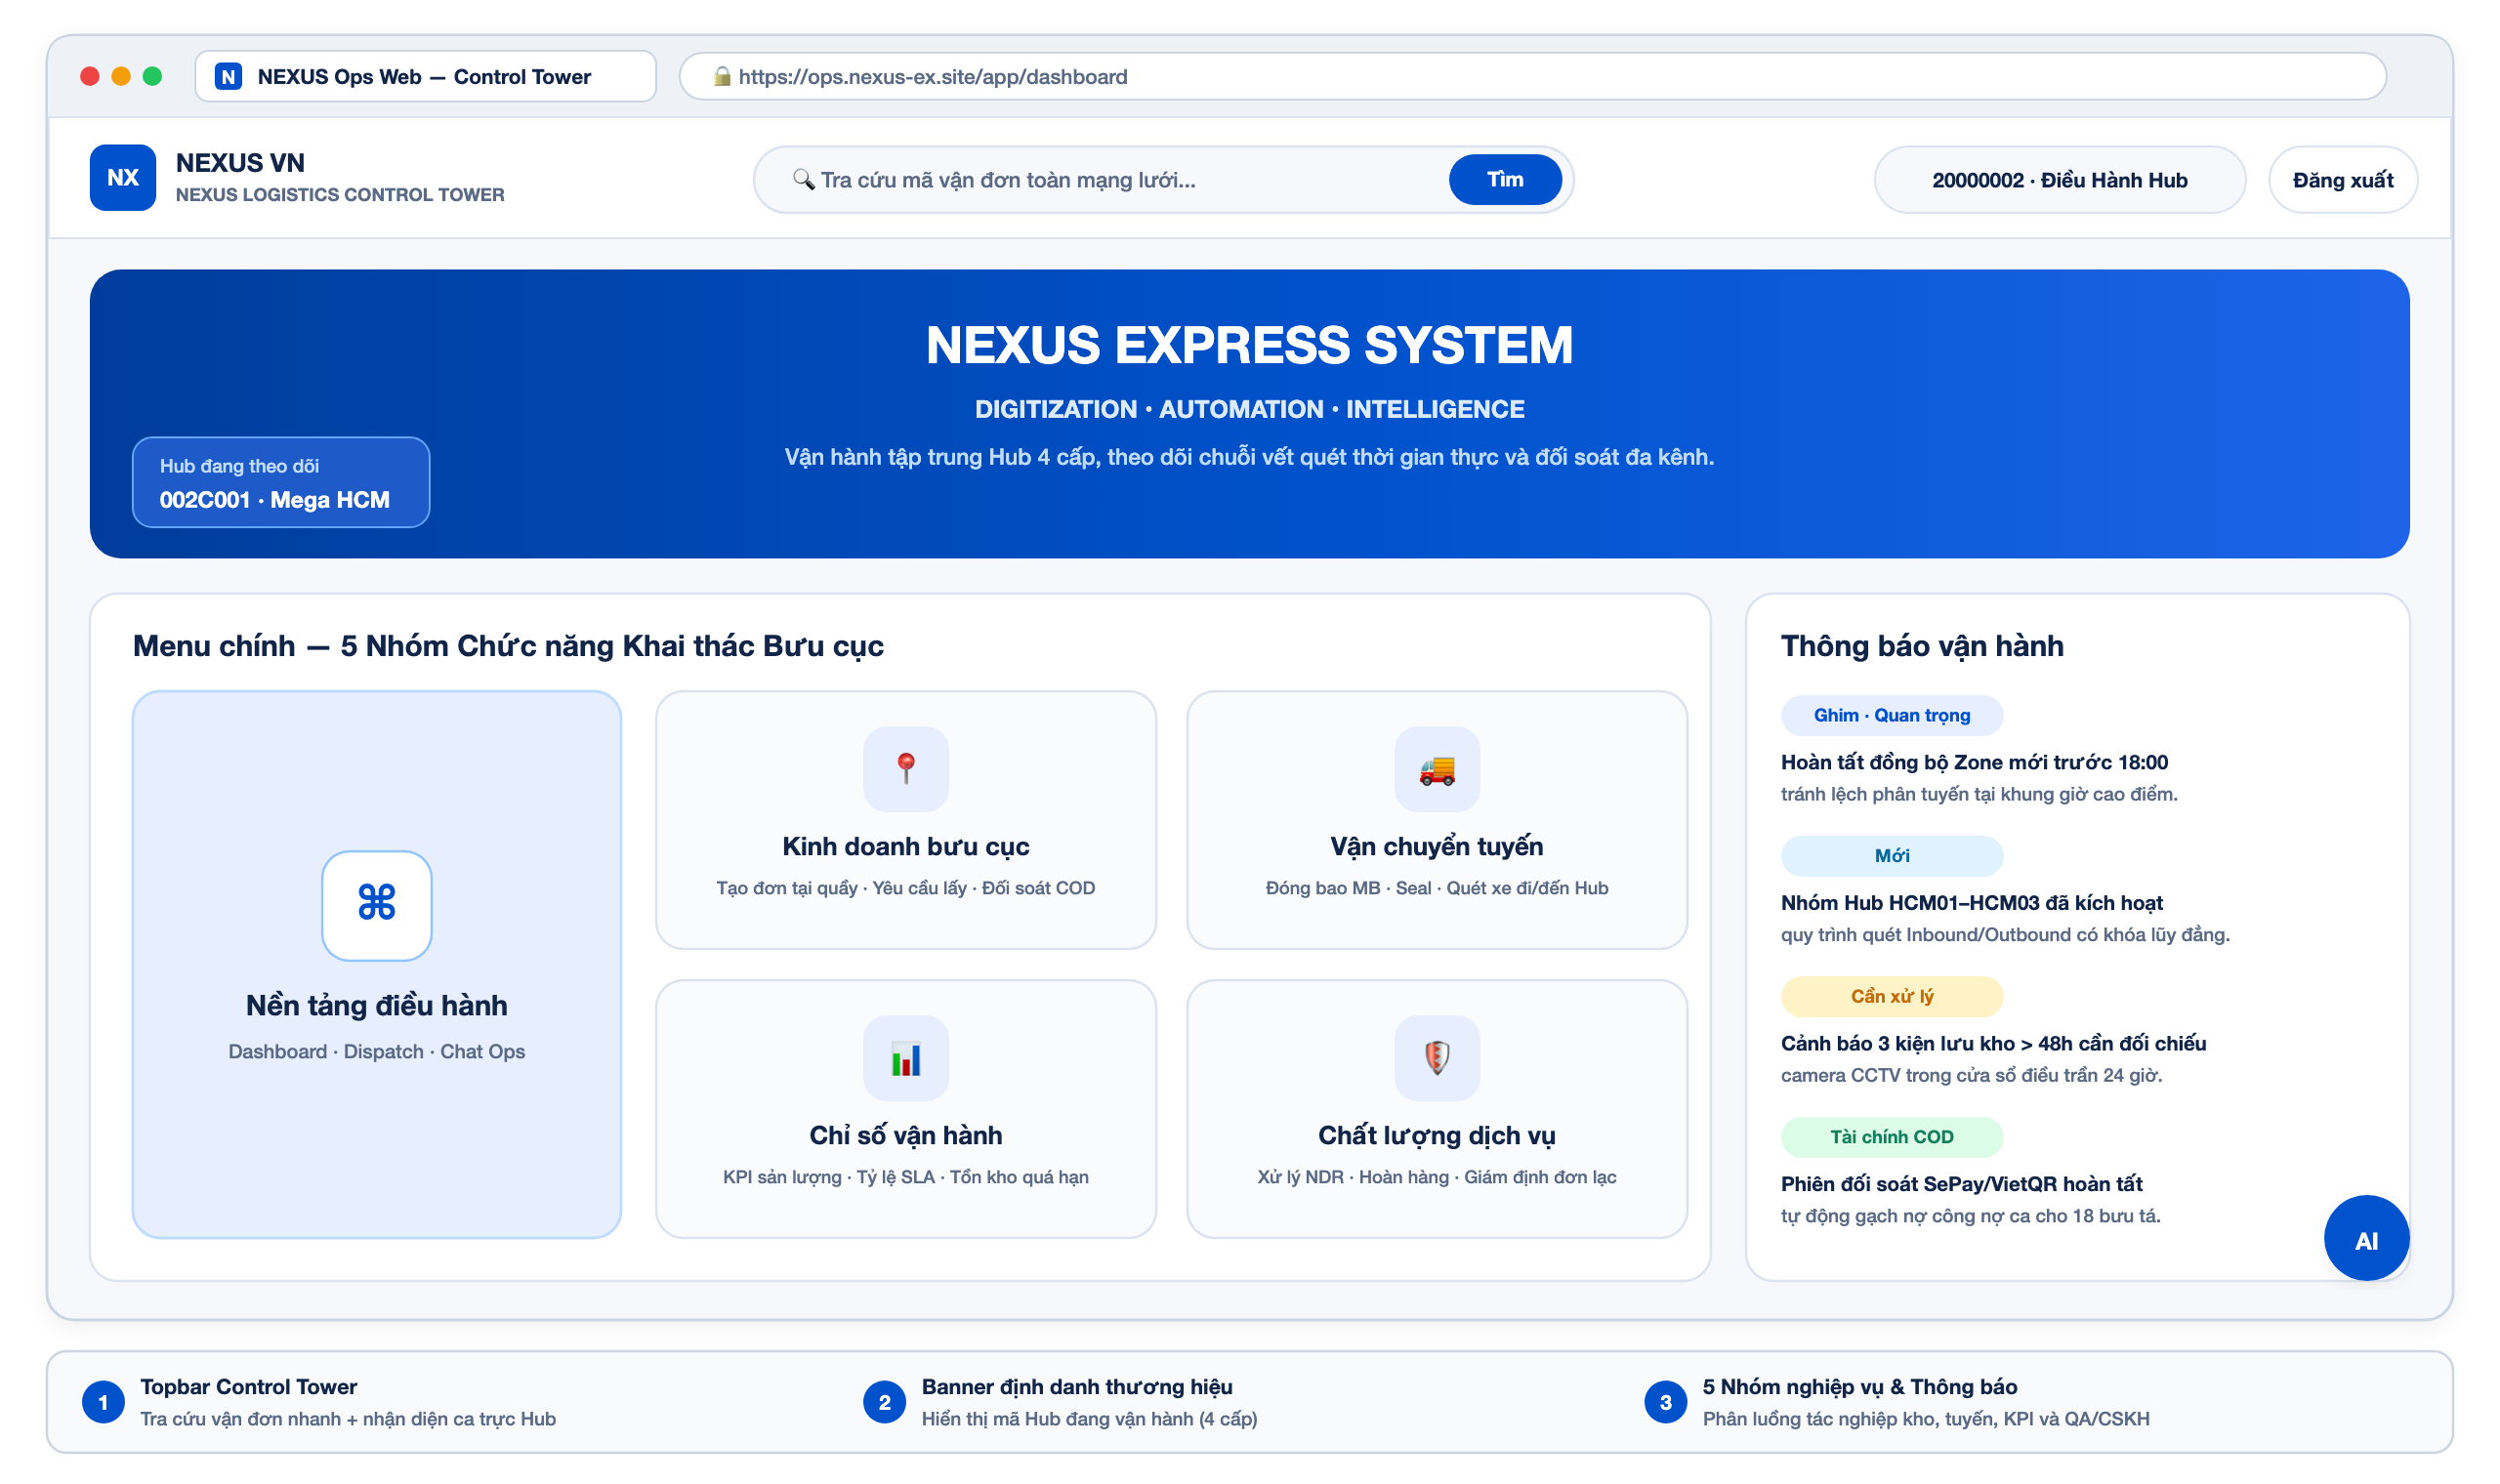 N NEXUS Ops Web — Control Tower
https://ops.nexus-ex.site/app/dashboard
NX
NEXUS VN
NEXUS LOGISTICS CONTROL TOWER
Tra cứu mã vận đơn toàn mạng lưới...
Tìm
20000002 · Điều Hành Hub
Đăng xuất
NEXUS EXPRESS SYSTEM
DIGITIZATION · AUTOMATION · INTELLIGENCE
Vận hành tập trung Hub 4 cấp, theo dõi chuỗi vết quét thời gian thực và đối soát đa kênh.
Hub đang theo dõi
002C001 · Mega HCM
Menu chính — 5 Nhóm Chức năng Khai thác Bưu cục
⌘
Nền tảng điều hành
Dashboard · Dispatch · Chat Ops
Kinh doanh bưu cục
Tạo đơn tại quầy · Yêu cầu lấy · Đối soát COD
Vận chuyển tuyến
Đóng bao MB · Seal · Quét xe đi/đến Hub
Chỉ số vận hành
KPI sản lượng · Tỷ lệ SLA · Tồn kho quá hạn
Chất lượng dịch vụ
Xử lý NDR · Hoàn hàng · Giám định đơn lạc
Thông báo vận hành
Ghim · Quan trọng
Hoàn tất đồng bộ Zone mới trước 18:00
tránh lệch phân tuyến tại khung giờ cao điểm.
Mới
Nhóm Hub HCM01–HCM03 đã kích hoạt
quy trình quét Inbound/Outbound có khóa lũy đẳng.
Cần xử lý
Cảnh báo 3 kiện lưu kho > 48h cần đối chiếu
camera CCTV trong cửa sổ điều trần 24 giờ.
Tài chính COD
Phiên đối soát SePay/VietQR hoàn tất
tự động gạch nợ công nợ ca cho 18 bưu tá.
AI
1
Topbar Control Tower
Tra cứu vận đơn nhanh + nhận diện ca trực Hub
2
Banner định danh thương hiệu
Hiển thị mã Hub đang vận hành (4 cấp)
3
5 Nhóm nghiệp vụ & Thông báo
Phân luồng tác nghiệp kho, tuyến, KPI và QA/CSKH